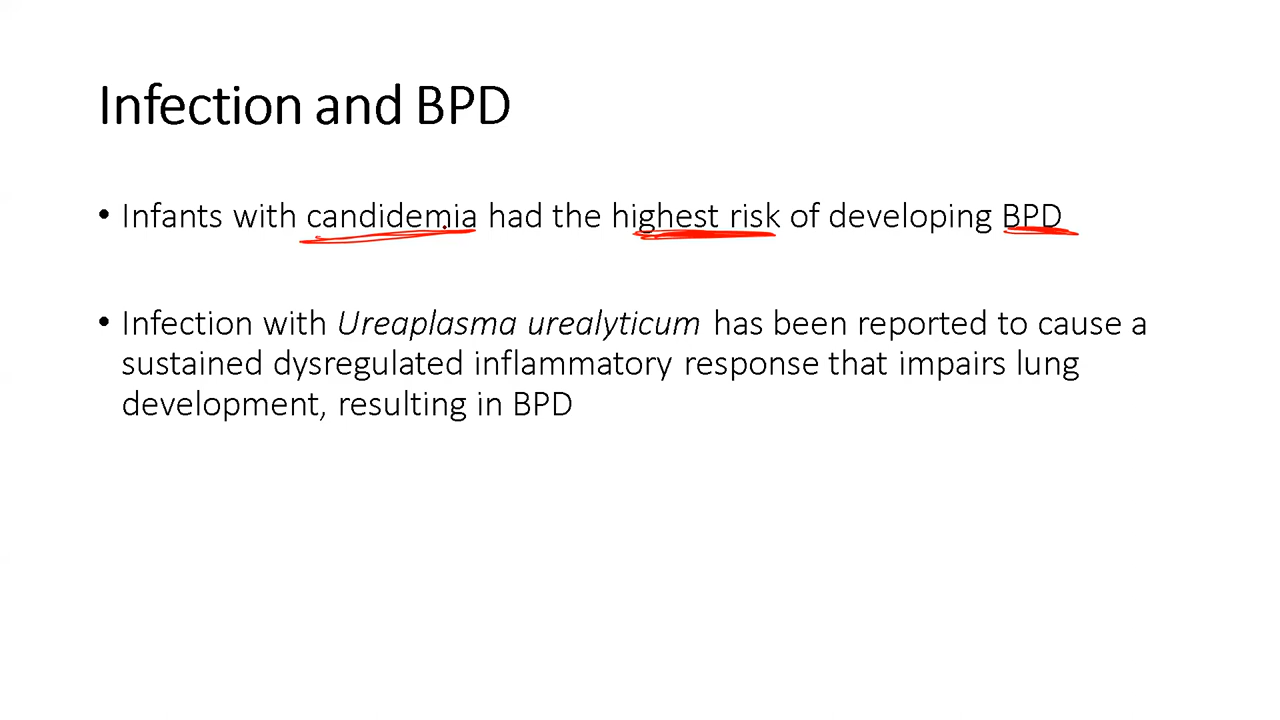 Infection and BPD
• Infants with candidemia had the highest risk of developing BPD
• Infection with Ureaplasma urealyticum has been reported to cause a
sustained dysregulated inflammatory response that impairs lung
development, resulting in BPD